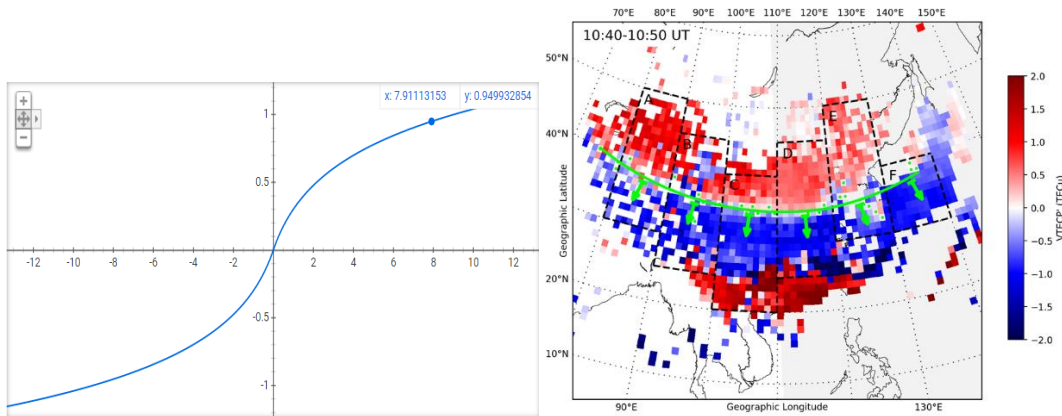 x: 7.91113153 y: 0.949932854
1
0.5
-12 -10 -8 -6 -4 -2 2 4 6 8 10 12
-0.5
-1
70°E 80°E 90°E 100°E 110°E 120°E 130°E 140°E 150°E
10:40-10:50 UT
50°N
40°N
30°N
20°N
10°N
Geographic Latitude
A
B
C
D
E
F
90°E Geographic Longitude 130°E
2.0
1.5
1.0
0.5
0.0
-0.5
-1.0
-1.5
-2.0